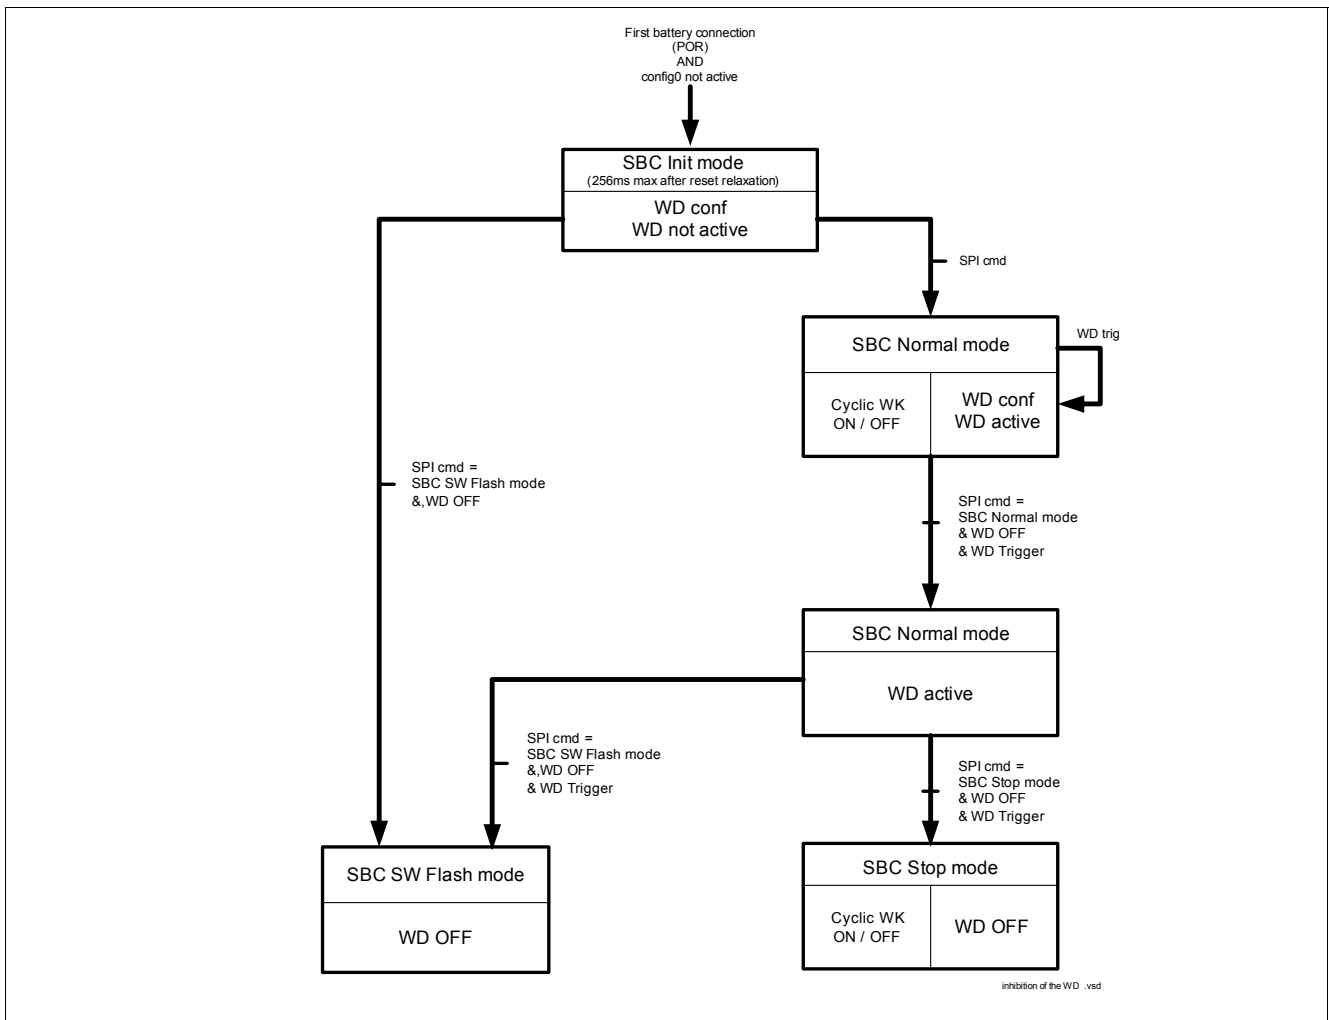 First battery connection
(POR)
AND
config0 not active
SBC Init mode
(256ms max after reset relaxation)
WD conf
WD not active
SPI cmd
SBC Normal mode
WD trig
Cyclic WK
ON / OFF
WD conf
WD active
SPI cmd =
SBC SW Flash mode
&,WD OFF
SPI cmd =
SBC Normal mode
& WD OFF
& WD Trigger
SBC Normal mode
WD active
SPI cmd =
SBC SW Flash mode
&,WD OFF
& WD Trigger
SPI cmd =
SBC Stop mode
& WD OFF
& WD Trigger
SBC SW Flash mode
WD OFF
SBC Stop mode
Cyclic WK
ON / OFF
WD OFF
inhibition of the WD .vsd